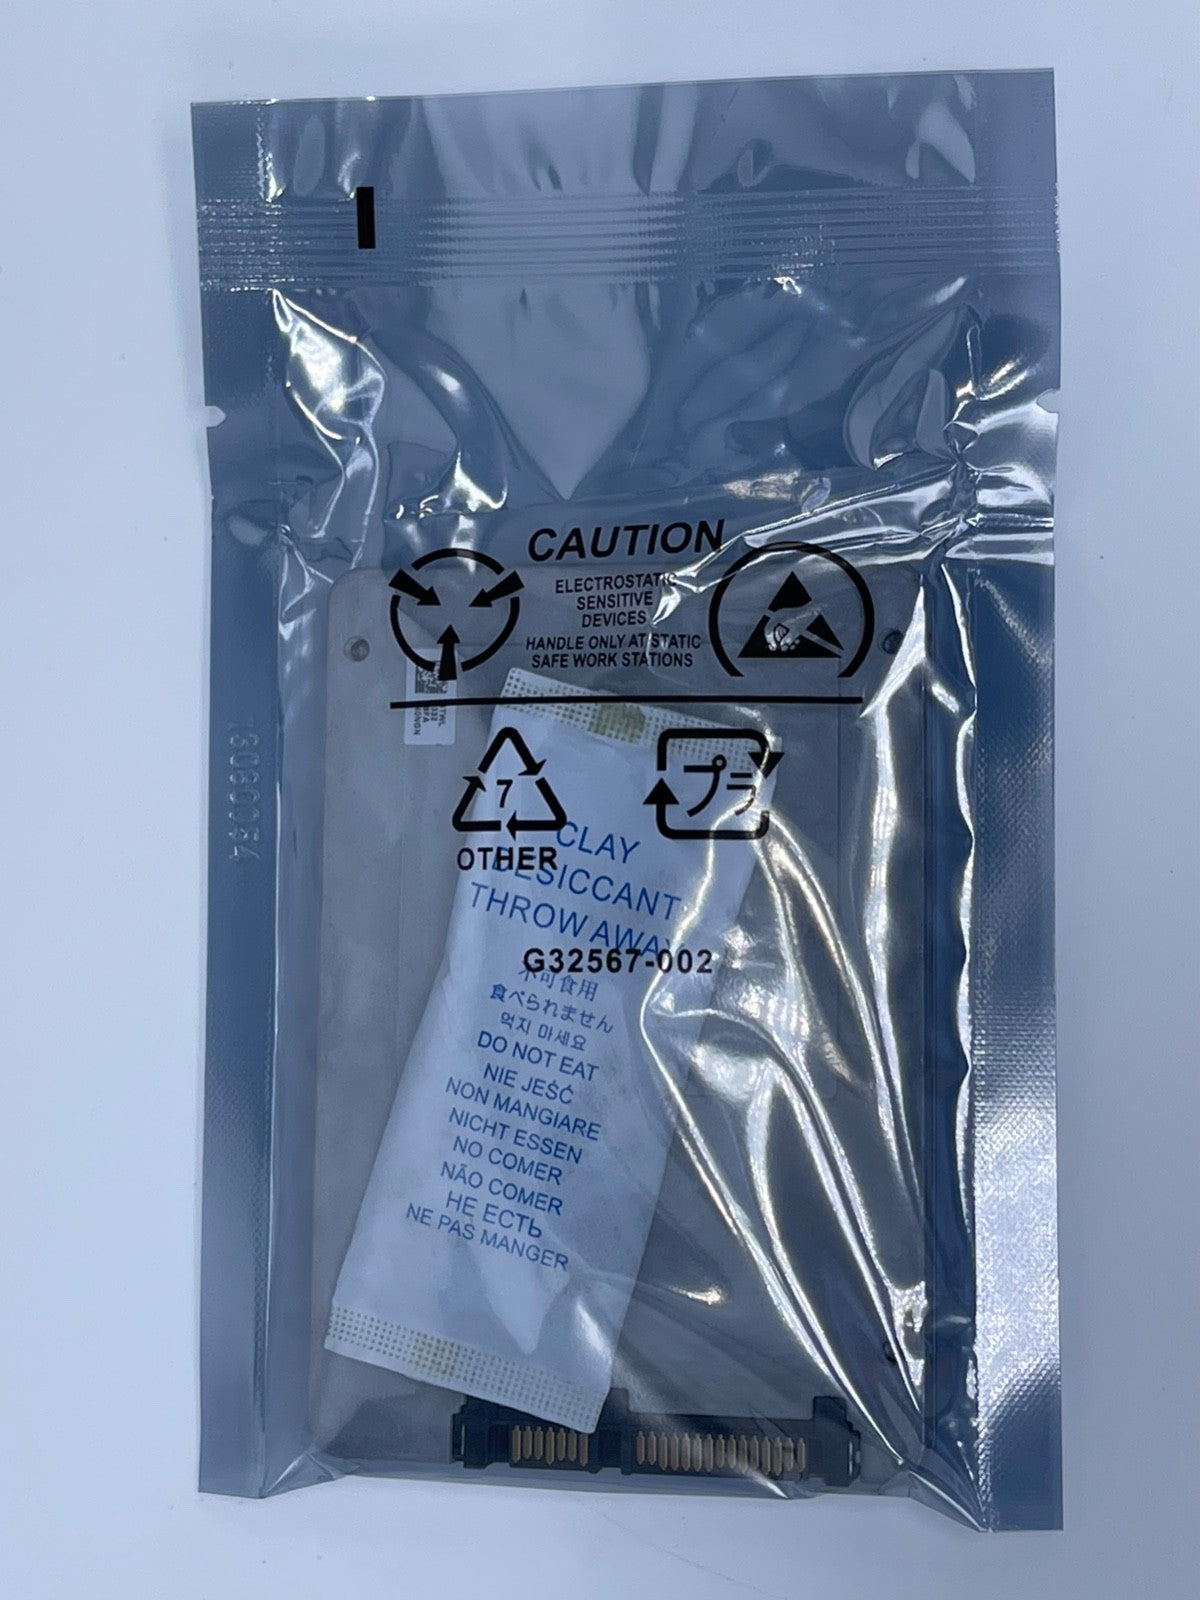 CAUTION
ELECTROSTATIC
SENSITIVE
DEVICES
HANDLE ONLY AT STATIC
SAFE WORK STATIONS
7
OTHER
プラ
CLAY
DESICCANT
THROW AWAY
G32567-002
不可食用
食べられません
먹지 마세요
DO NOT EAT
NIE JEŚĆ
NON MANGIARE
NICHT ESSEN
NO COMER
NÃO COMER
НЕ ЕСТЬ
NE PAS MANGER